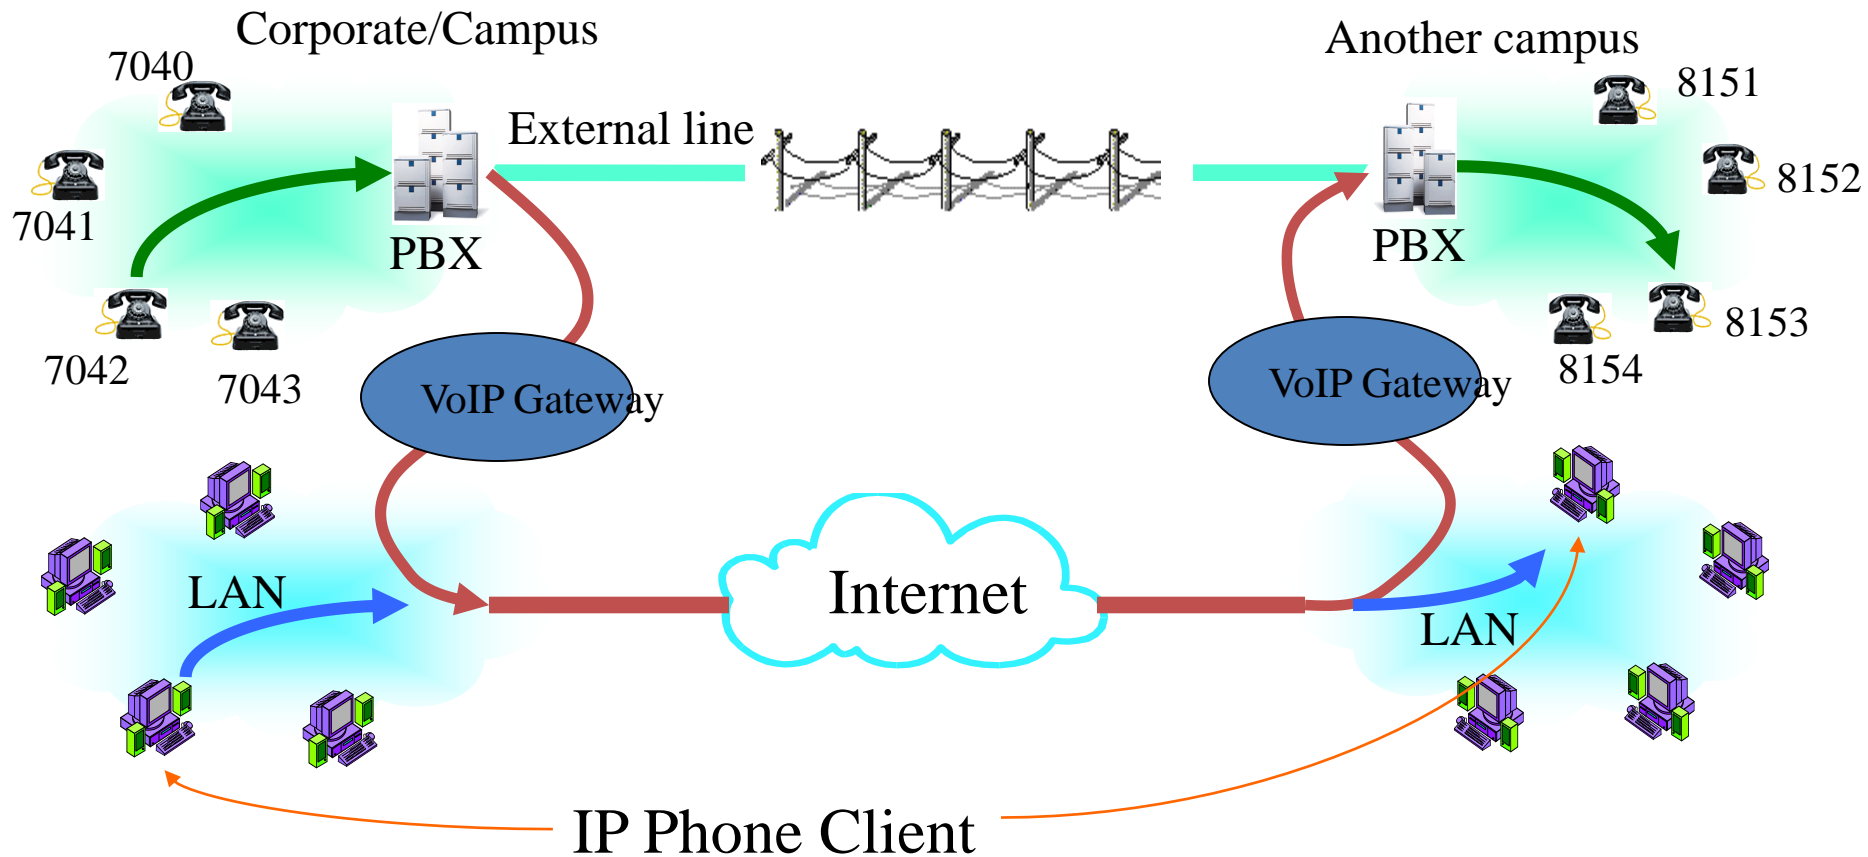 Corporate/Campus
Another campus
7040
8151
External line
7041
8152
PBX
PBX
7042
7043
8153
8154
VoIP Gateway
VoIP Gateway
LAN
Internet
LAN
IP Phone Client